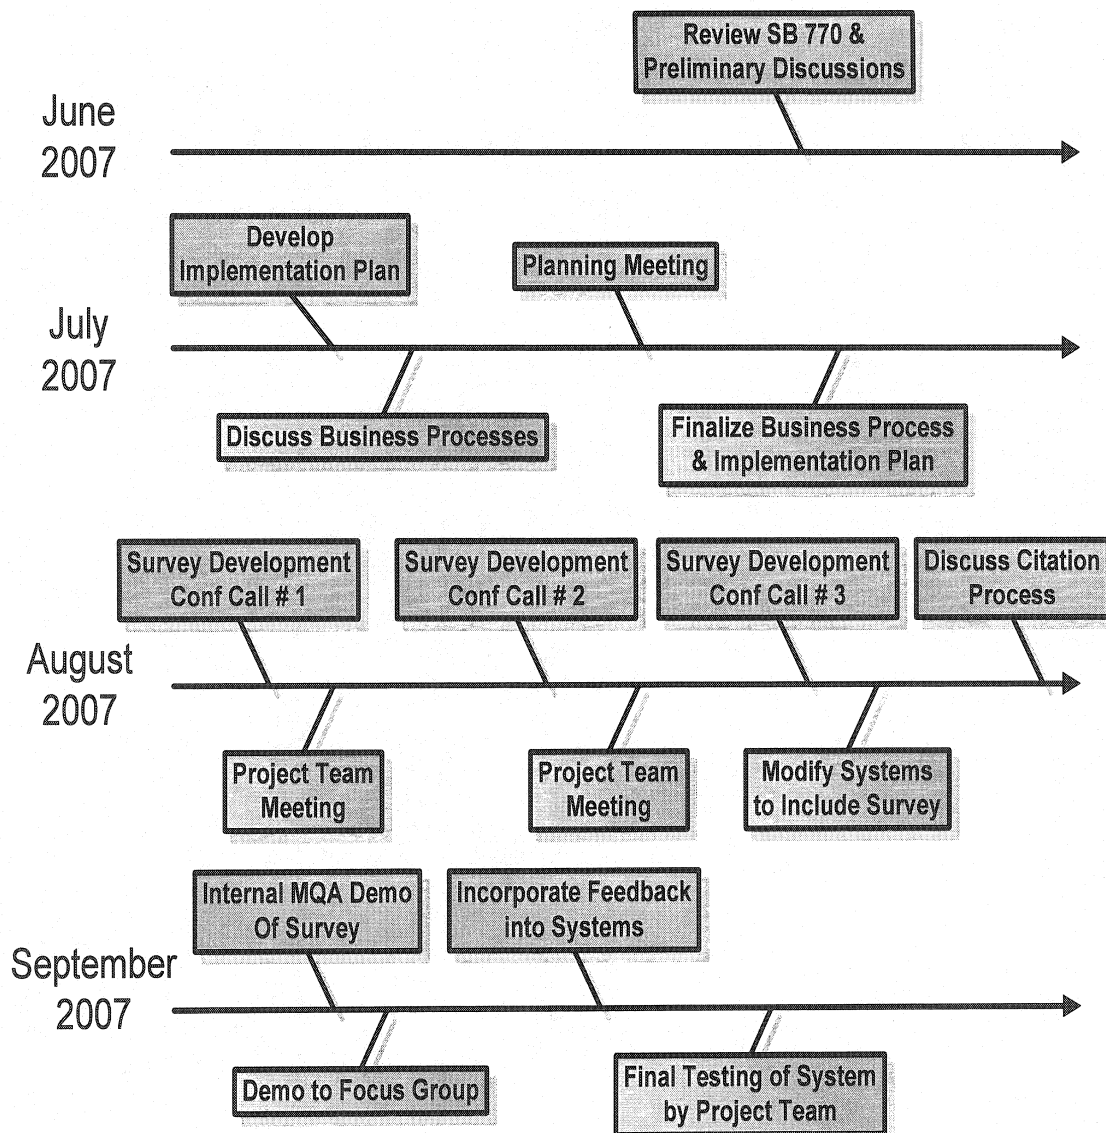 Review SB 770 &
Preliminary Discussions
June
2007
Develop
Implementation Plan
Planning Meeting
July
2007
Discuss Business Processes
Finalize Business Process
& Implementation Plan
Survey Development
Conf Call # 1
Survey Development
Conf Call # 2
Survey Development
Conf Call # 3
Discuss Citation
Process
August
2007
Project Team
Meeting
Project Team
Meeting
Modify Systems
to Include Survey
Internal MQA Demo
Of Survey
Incorporate Feedback
into Systems
September
2007
Demo to Focus Group
Final Testing of System
by Project Team